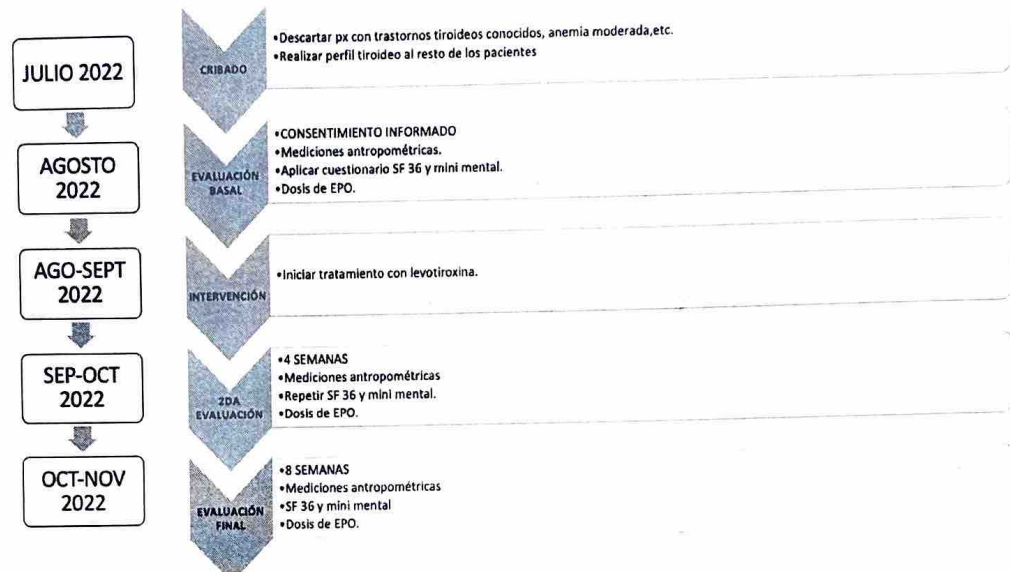 JULIO 2022
CRIBADO
•Descartar px con trastornos tiroideos conocidos, anemia moderada,etc.
•Realizar perfil tiroideo al resto de los pacientes
AGOSTO
2022
EVALUACIÓN
BASAL
•CONSENTIMIENTO INFORMADO
•Mediciones antropométricas.
•Aplicar cuestionario SF 36 y mini mental.
•Dosis de EPO.
AGO-SEPT
2022
INTERVENCIÓN
•Iniciar tratamiento con levotiroxina.
SEP-OCT
2022
2DA
EVALUACIÓN
•4 SEMANAS
•Mediciones antropométricas
•Repetir SF 36 y mini mental.
•Dosis de EPO.
OCT-NOV
2022
EVALUACIÓN
FINAL
•8 SEMANAS
•Mediciones antropométricas
•SF 36 y mini mental
•Dosis de EPO.